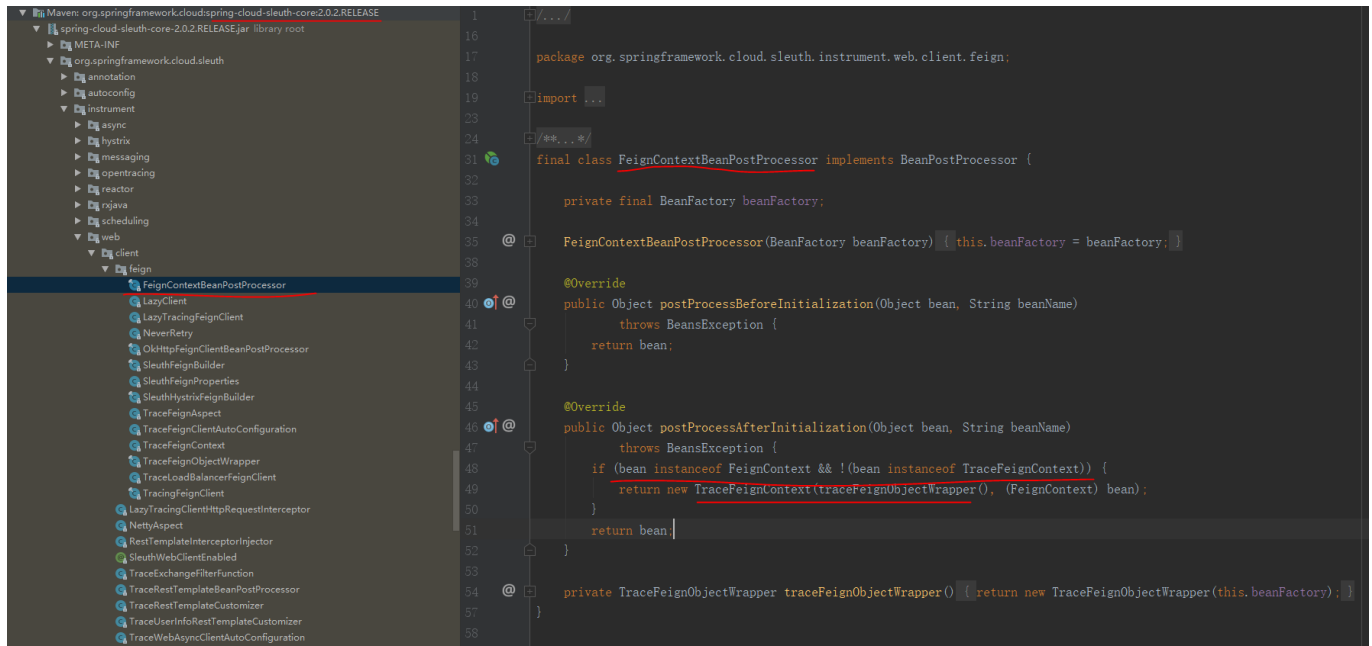 Maven: org.springframework.cloud:spring-cloud-sleuth-core:2.0.2.RELEASE
spring-cloud-sleuth-core-2.0.2.RELEASE.jar library root
META-INF
org.springframework.cloud.sleuth
annotation
autoconfig
instrument
async
hystrix
messaging
opentracing
reactor
rxjava
scheduling
web
client
feign
FeignContextBeanPostProcessor
LazyClient
LazyTracingFeignClient
NeverRetry
OkHttpFeignClientBeanPostProcessor
SleuthFeignBuilder
SleuthFeignProperties
SleuthHystrixFeignBuilder
TraceFeignAspect
TraceFeignClientAutoConfiguration
TraceFeignContext
TraceFeignObjectWrapper
TraceLoadBalancerFeignClient
TracingFeignClient
LazyTracingClientHttpRequestInterceptor
NettyAspect
RestTemplateInterceptorInjector
SleuthWebClientEnabled
TraceExchangeFilterFunction
TraceRestTemplateBeanPostProcessor
TraceRestTemplateCustomizer
TraceUserInfoRestTemplateCustomizer
TraceWebAsyncClientAutoConfiguration
1 /.../
16
17 package org.springframework.cloud.sleuth.instrument.web.client.feign;
18
19 import ...
23
24 /**...*/
31 final class FeignContextBeanPostProcessor implements BeanPostProcessor {
32
33 private final BeanFactory beanFactory;
34
35 @ FeignContextBeanPostProcessor(BeanFactory beanFactory) { this.beanFactory = beanFactory; }
38
39 @Override
40 @ public Object postProcessBeforeInitialization(Object bean, String beanName)
41 throws BeansException {
42 return bean;
43 }
44
45 @Override
46 @ public Object postProcessAfterInitialization(Object bean, String beanName)
47 throws BeansException {
48 if (bean instanceof FeignContext && !(bean instanceof TraceFeignContext)) {
49 return new TraceFeignContext(traceFeignObjectWrapper(), (FeignContext) bean);
50 }
51 return bean;
52 }
53
54 @ private TraceFeignObjectWrapper traceFeignObjectWrapper() { return new TraceFeignObjectWrapper(this.beanFactory); }
57 }
58